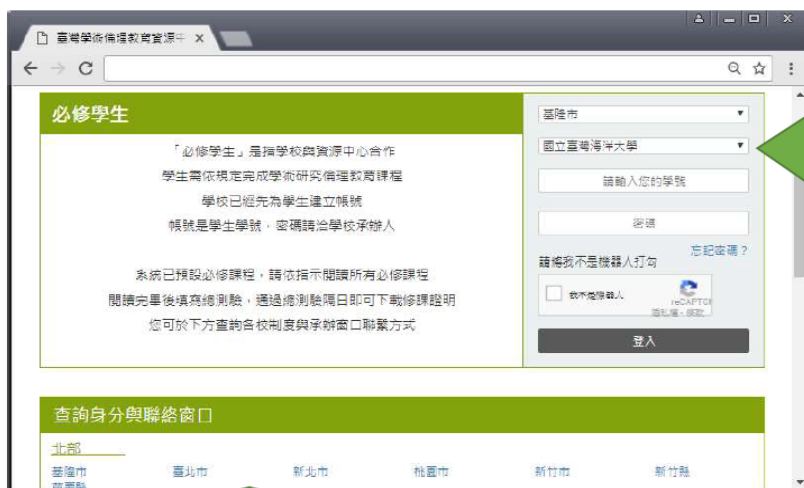 臺灣學術倫理教育資源中
必修學生
「必修學生」是指學校與資源中心合作
學生需依規定完成學術研究倫理教育課程
學校已經先為學生建立帳號
帳號是學生學號，密碼請洽學校承辦人
系統已預設必修課程，請依指示閱讀所有必修課程
閱讀完畢後填寫總測驗，通過總測驗隔日即可下載修課證明
您可於下方查詢各校制度與承辦窗口聯繫方式
基隆市
國立臺灣海洋大學
請輸入您的學號
密碼
忘記密碼？
請將我不是機器人打勾
我不是機器人
reCAPTCH
隱私權 - 條款
登入
查詢身分與聯絡窗口
北部
基隆市 臺北市 新北市 桃園市 新竹市 新竹縣
苗栗縣